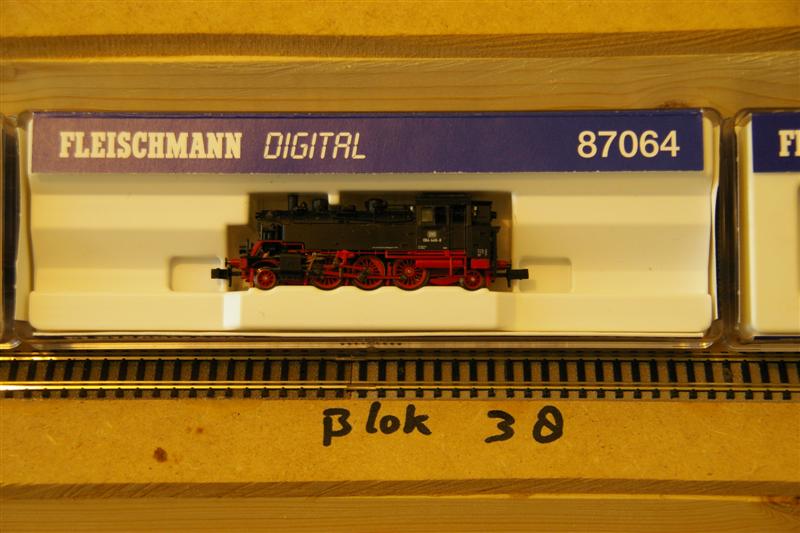 FLEISCHMANN DIGITAL 87064
Blok 38